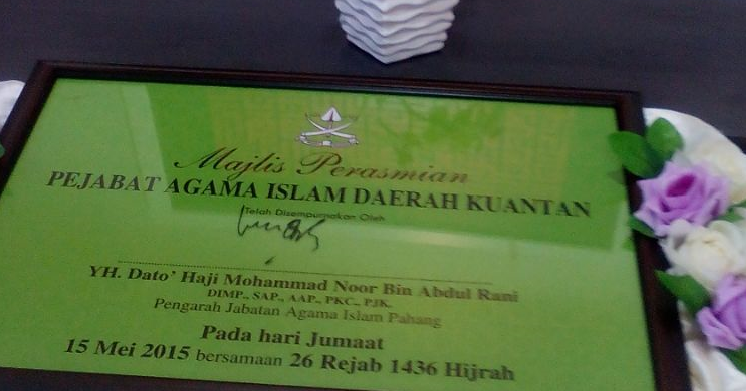 Majlis Perasmian
PEJABAT AGAMA ISLAM DAERAH KUANTAN
Telah Disempurnakan Oleh
YH. Dato' Haji Mohammad Noor Bin Abdul Rani
DIMP., SAP., AAP., PKC., PJK.
Pengarah Jabatan Agama Islam Pahang
Pada hari Jumaat
15 Mei 2015 bersamaan 26 Rejab 1436 Hijrah